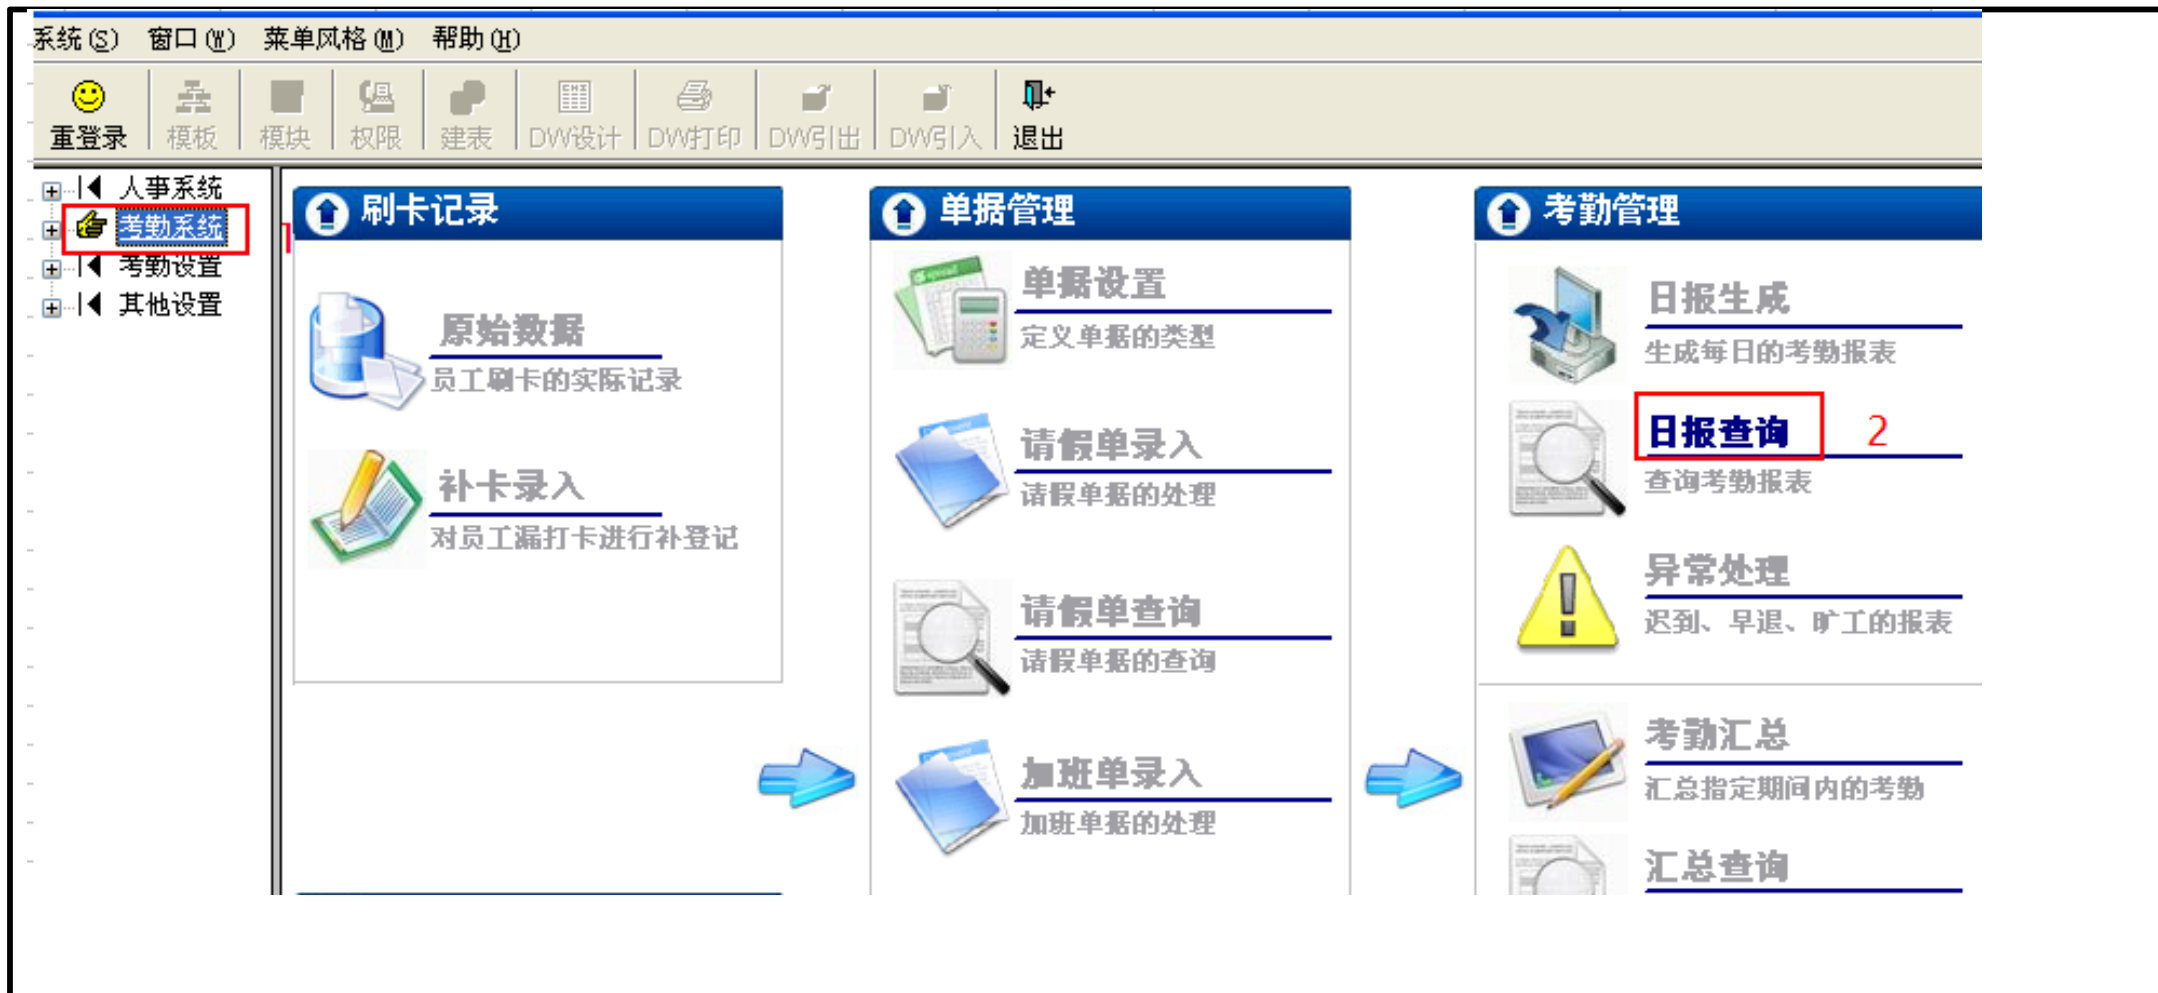 系统(S) 窗口(W) 菜单风格(M) 帮助(H)
重登录 模板 模块 权限 建表 DW设计 DW打印 DW引出 DW引入 退出
人事系统
考勤系统
考勤设置
其他设置
刷卡记录
原始数据
员工刷卡的实际记录
补卡录入
对员工漏打卡进行补登记
单据管理
单据设置
定义单据的类型
请假单录入
请假单据的处理
请假单查询
请假单据的查询
加班单录入
加班单据的处理
考勤管理
日报生成
生成每日的考勤报表
日报查询 2
查询考勤报表
异常处理
迟到、早退、旷工的报表
考勤汇总
汇总指定期间内的考勤
汇总查询